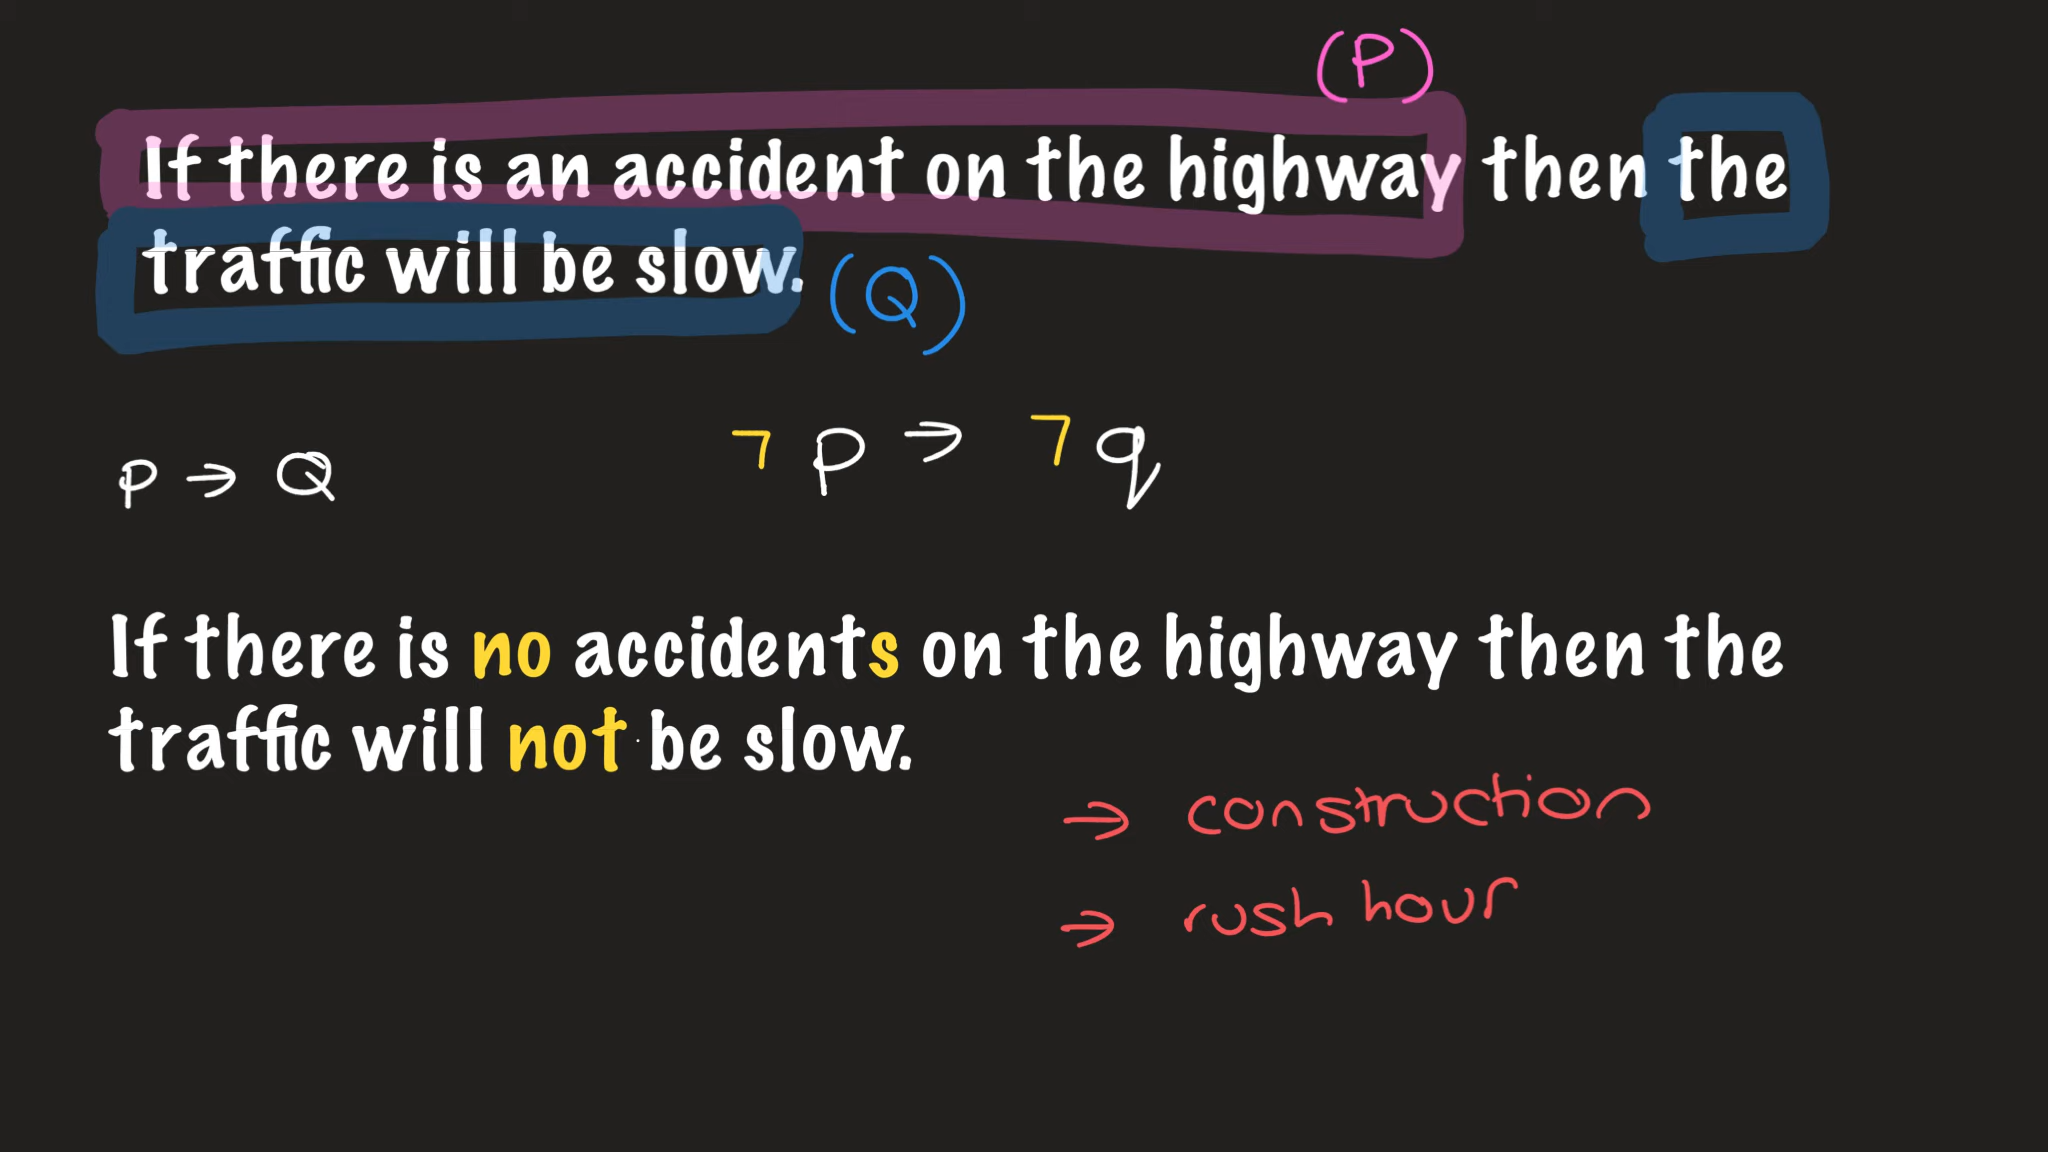 (P)
If there is an accident on the highway then the
traffic will be slow. (Q)
P → Q
¬ p → ¬ q
If there is no accidents on the highway then the
traffic will not be slow.
→ construction
→ rush hour